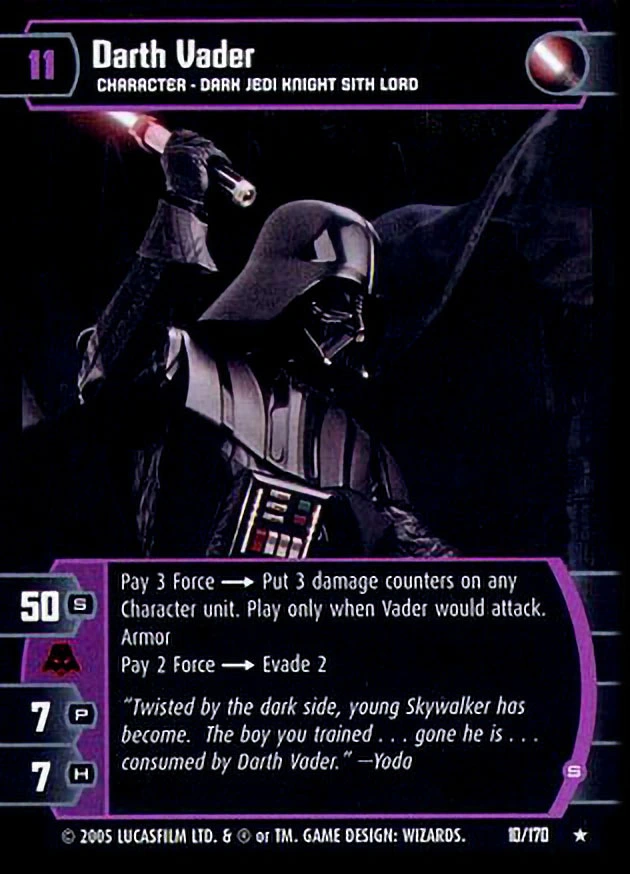 11
Darth Vader
CHARACTER - DARK JEDI KNIGHT SITH LORD
Pay 3 Force → Put 3 damage counters on any
Character unit. Play only when Vader would attack.
Armor
Pay 2 Force → Evade 2
"Twisted by the dark side, young Skywalker has
become. The boy you trained . . . gone he is . . .
consumed by Darth Vader." —Yoda
50 S
7 P
7 H
S
© 2005 LUCASFILM LTD. & ® or TM. GAME DESIGN: WIZARDS. 10/170 ★